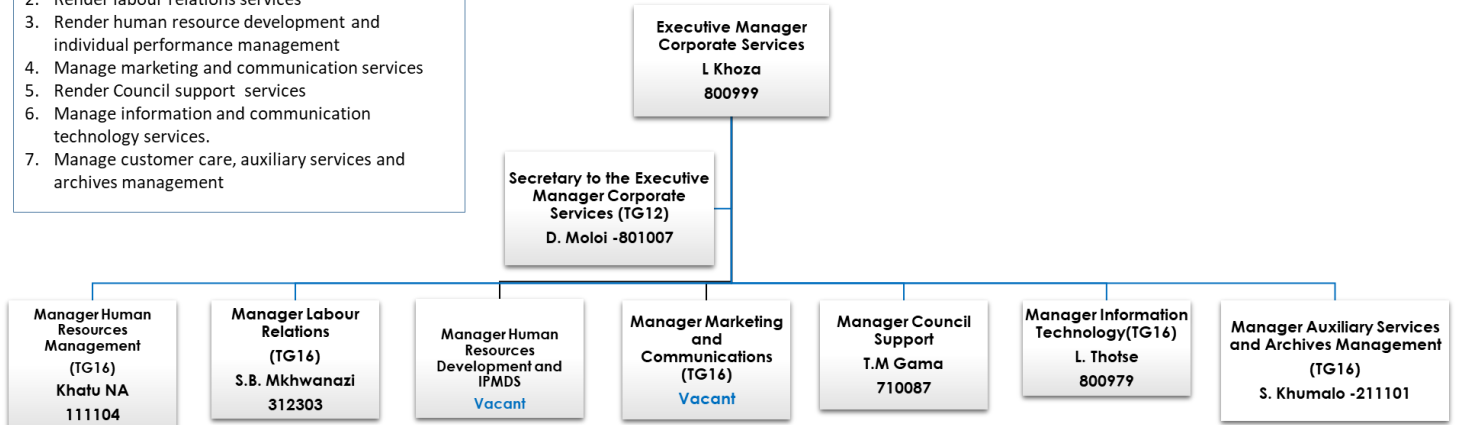 2. Render labour relations services
3. Render human resource development and
individual performance management
4. Manage marketing and communication services
5. Render Council support services
6. Manage information and communication
technology services.
7. Manage customer care, auxiliary services and
archives management
Executive Manager
Corporate Services
L Khoza
800999
Secretary to the Executive
Manager Corporate
Services (TG12)
D. Moloi -801007
Manager Human
Resources
Management
(TG16)
Khatu NA
111104
Manager Labour
Relations
(TG16)
S.B. Mkhwanazi
312303
Manager Human
Resources
Development and
IPMDS
Vacant
Manager Marketing
and
Communications
(TG16)
Vacant
Manager Council
Support
T.M Gama
710087
Manager Information
Technology(TG16)
L. Thotse
800979
Manager Auxiliary Services
and Archives Management
(TG16)
S. Khumalo -211101